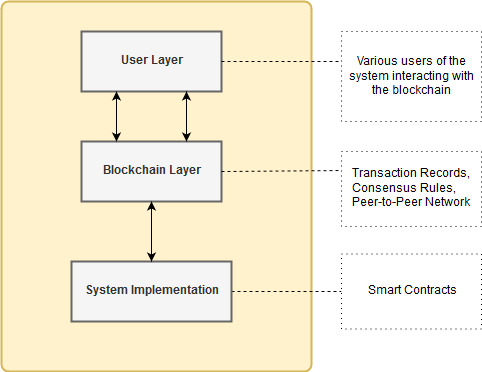 User Layer
Various users of the
system interacting with
the blockchain
Blockchain Layer
Transaction Records,
Consensus Rules,
Peer-to-Peer Network
System Implementation
Smart Contracts